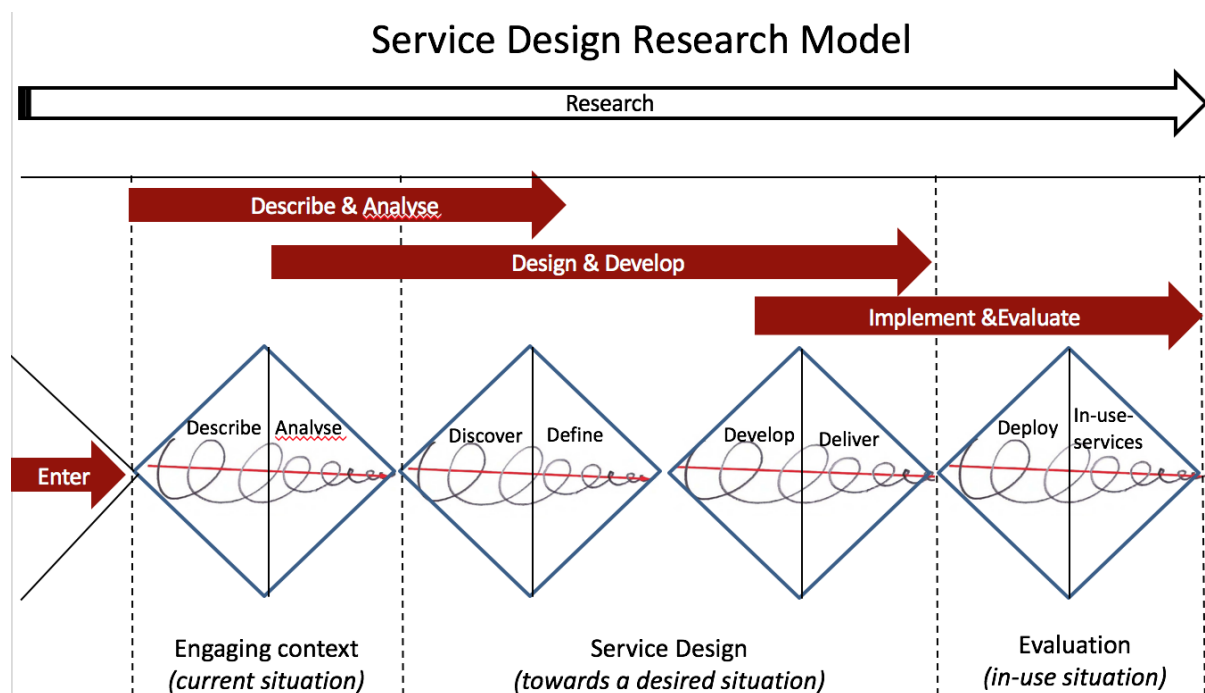 Service Design Research Model
Research
Describe & Analyse
Design & Develop
Implement &Evaluate
Enter
Describe
Analyse
Discover
Define
Develop
Deliver
Deploy
In-use-
services
Engaging context
(current situation)
Service Design
(towards a desired situation)
Evaluation
(in-use situation)